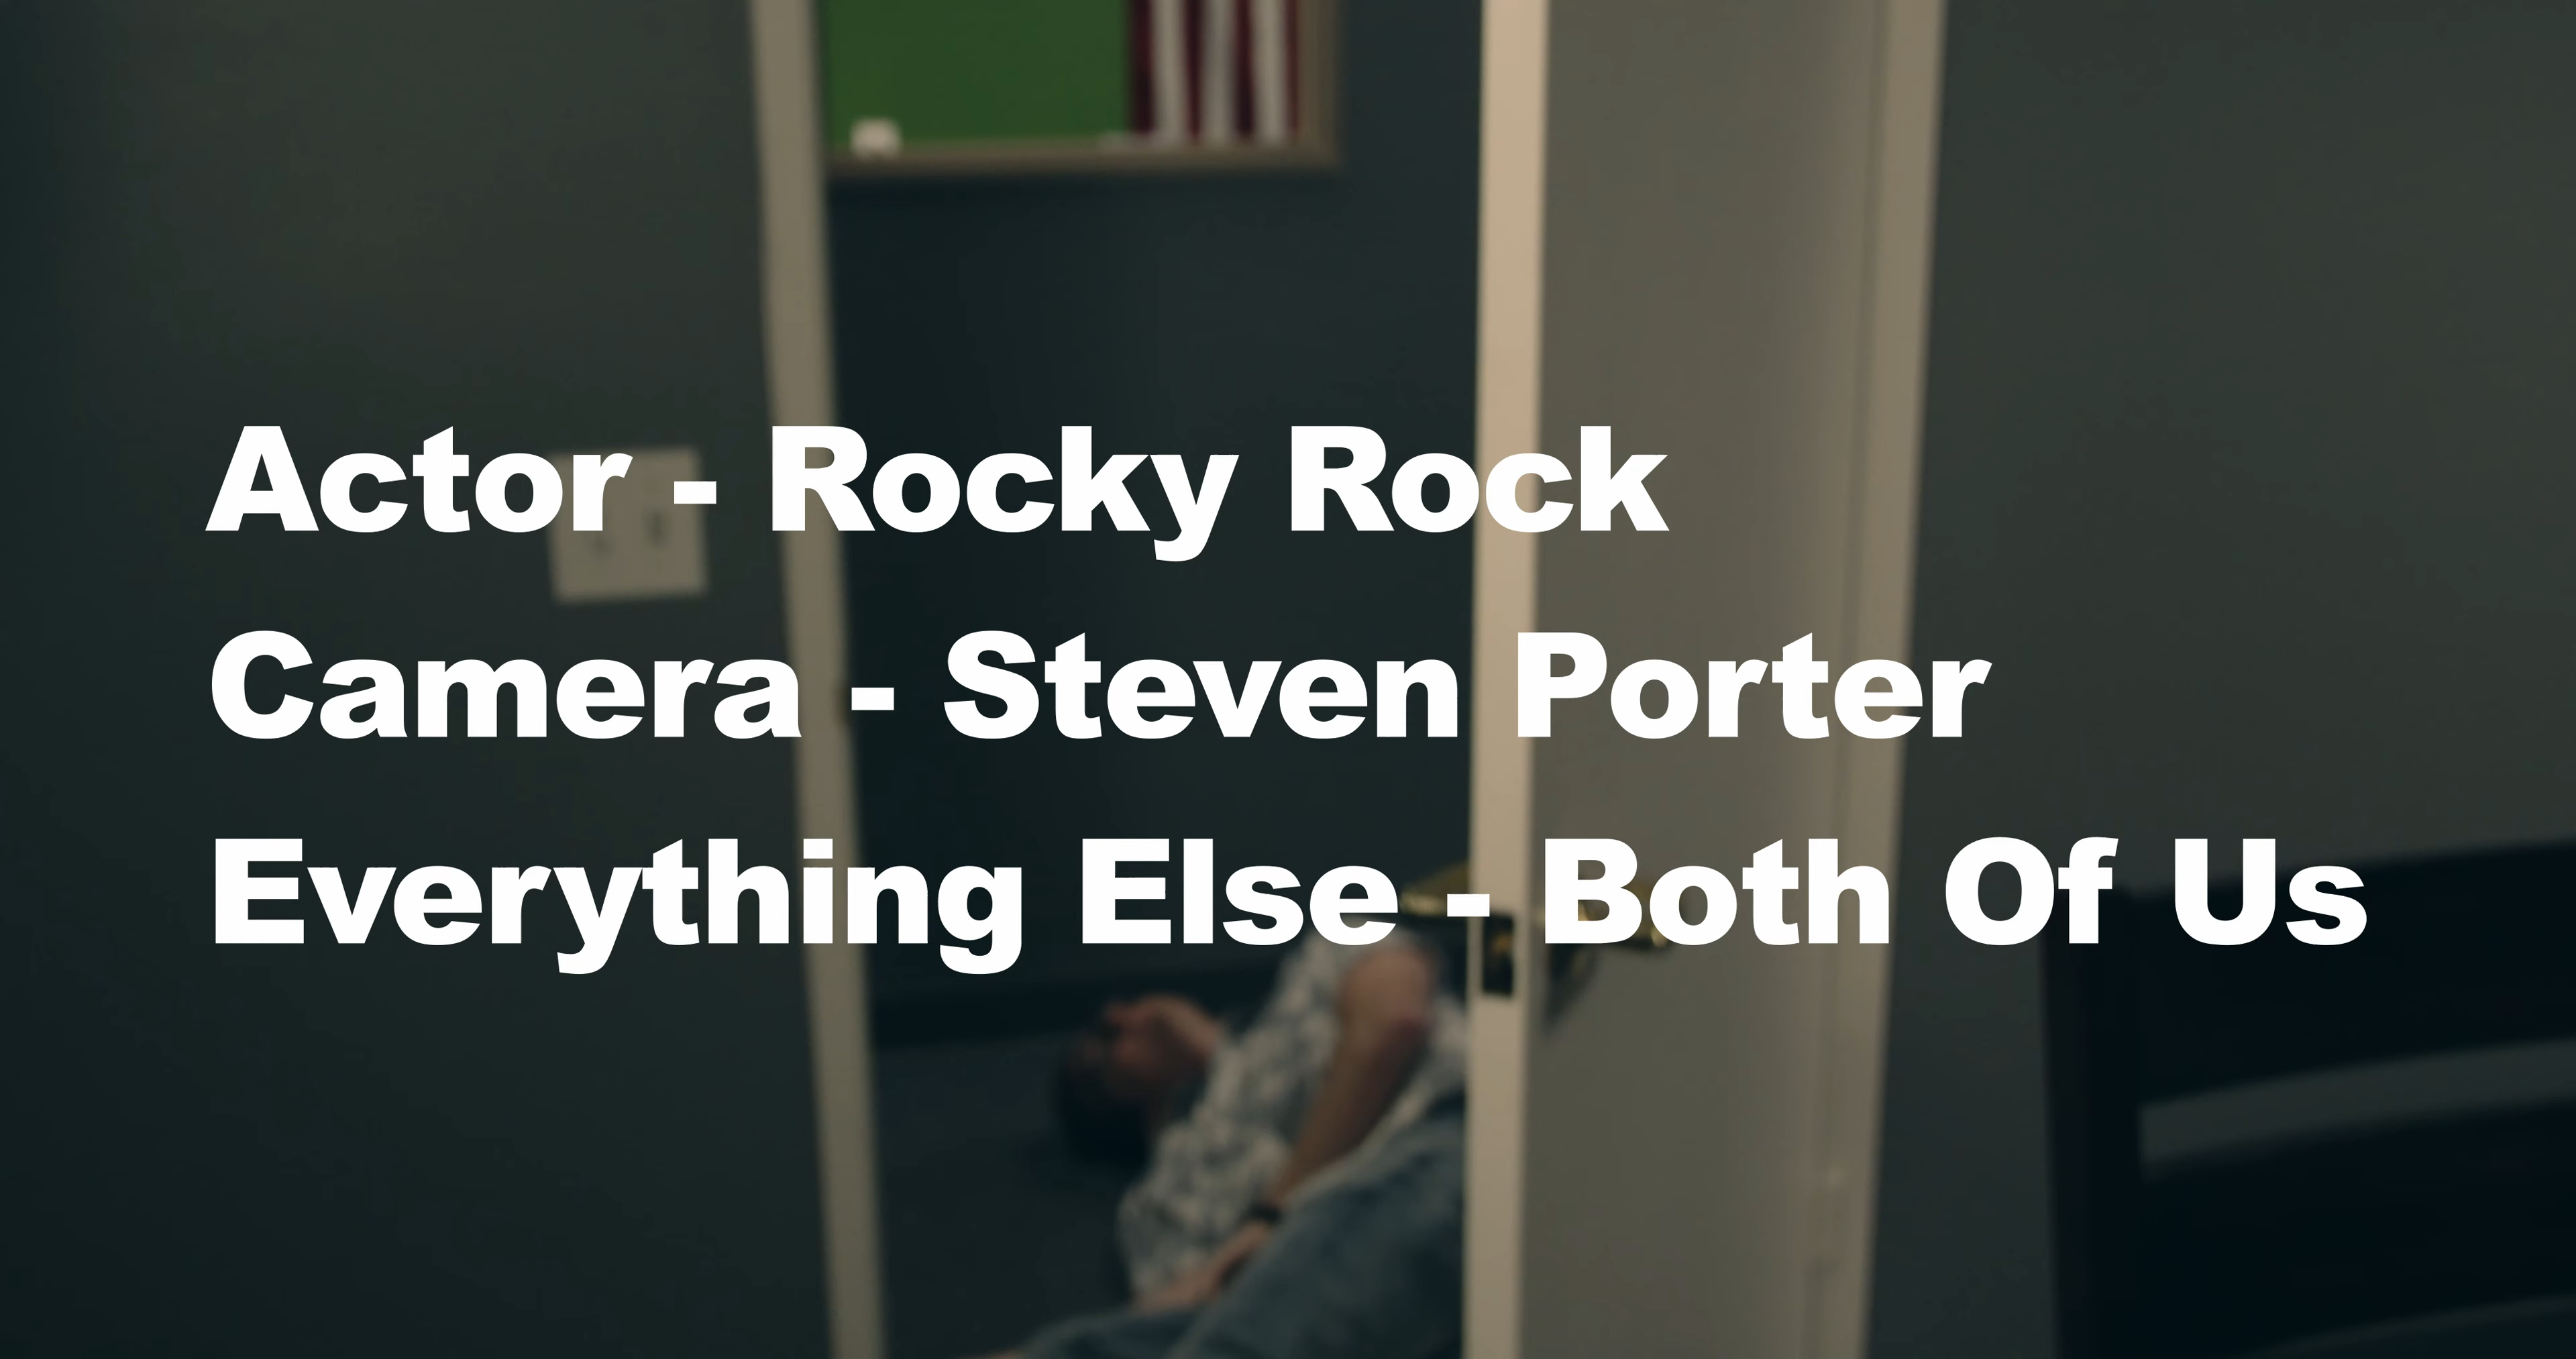 Actor - Rocky Rock
Camera - Steven Porter
Everything Else - Both Of Us